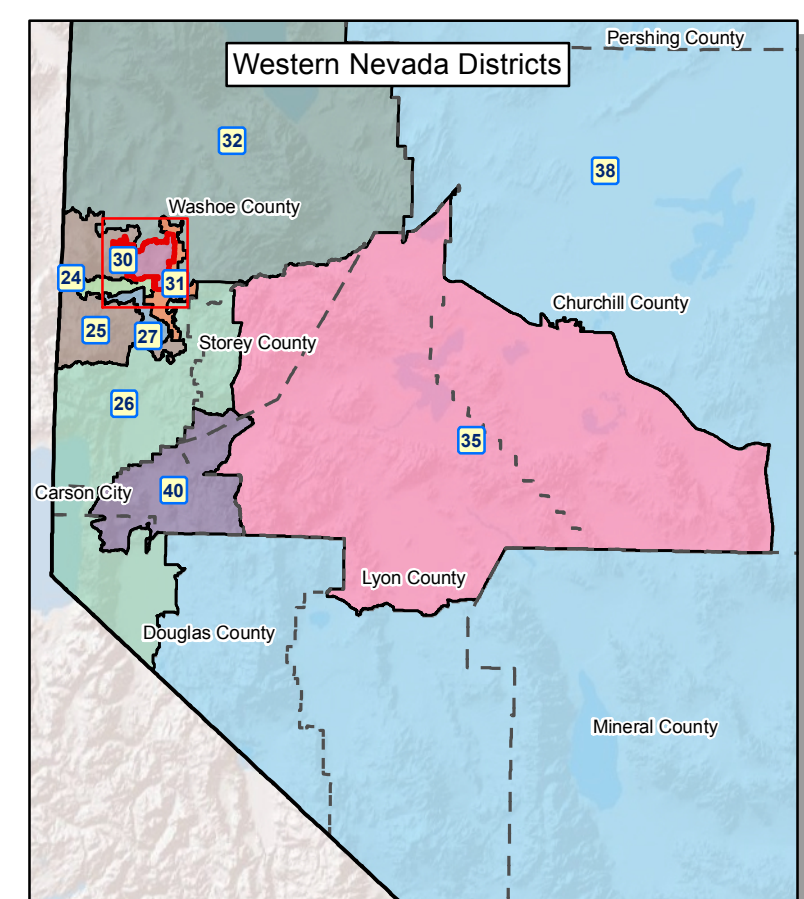 Pershing County
Western Nevada Districts
32
38
Washoe County
30
24
31
Churchill County
25
27
Storey County
26
35
40
Carson City
Lyon County
Douglas County
Mineral County